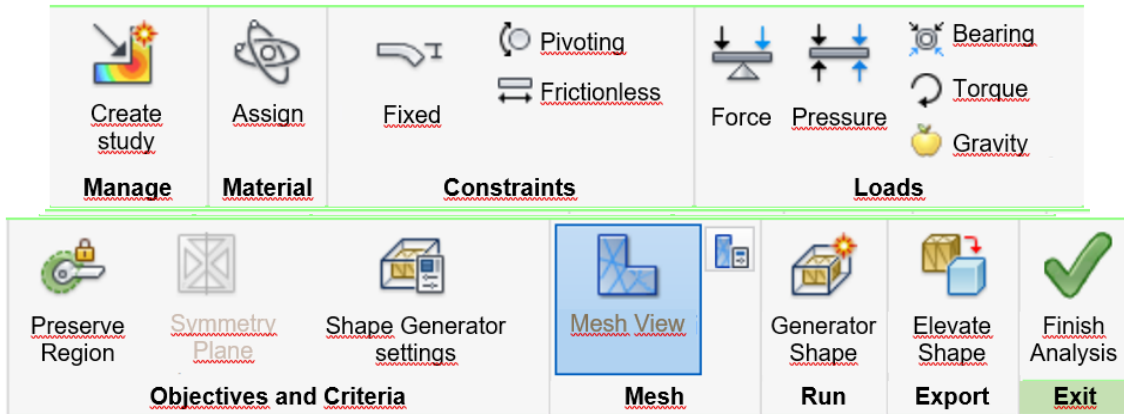 Create
study
Assign
Fixed
Pivoting
Frictionless
Force
Pressure
Bearing
Torque
Gravity
Manage
Material
Constraints
Loads
Preserve
Region
Symmetry
Plane
Shape Generator
settings
Mesh View
Generator
Shape
Elevate
Shape
Finish
Analysis
Objectives and Criteria
Mesh
Run
Export
Exit